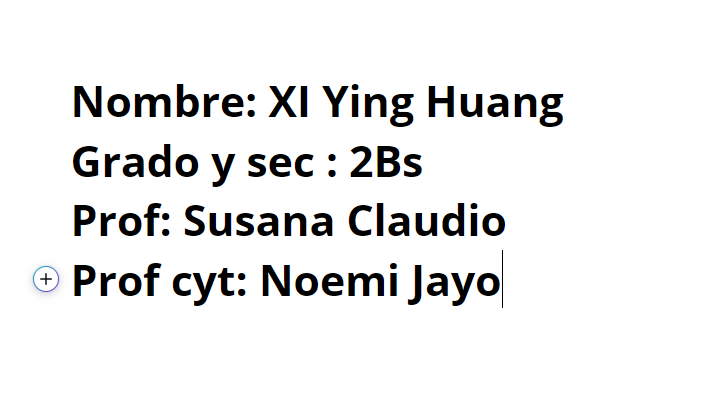 Nombre: XI Ying Huang
Grado y sec : 2Bs
Prof: Susana Claudio
Prof cyt: Noemi Jayo